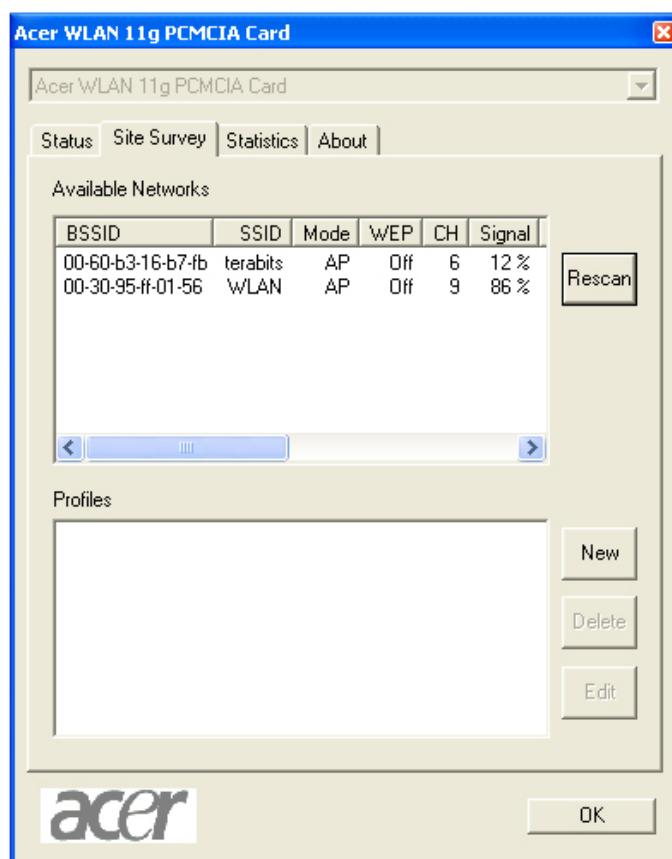 Acer WLAN 11g PCMCIA Card
Acer WLAN 11g PCMCIA Card
Status Site Survey Statistics About
Available Networks
BSSID SSID Mode WEP CH Signal
00-60-b3-16-b7-fb terabits AP Off 6 12 %
00-30-95-ff-01-56 WLAN AP Off 9 86 %
Rescan
Profiles
New
Delete
Edit
acer
OK